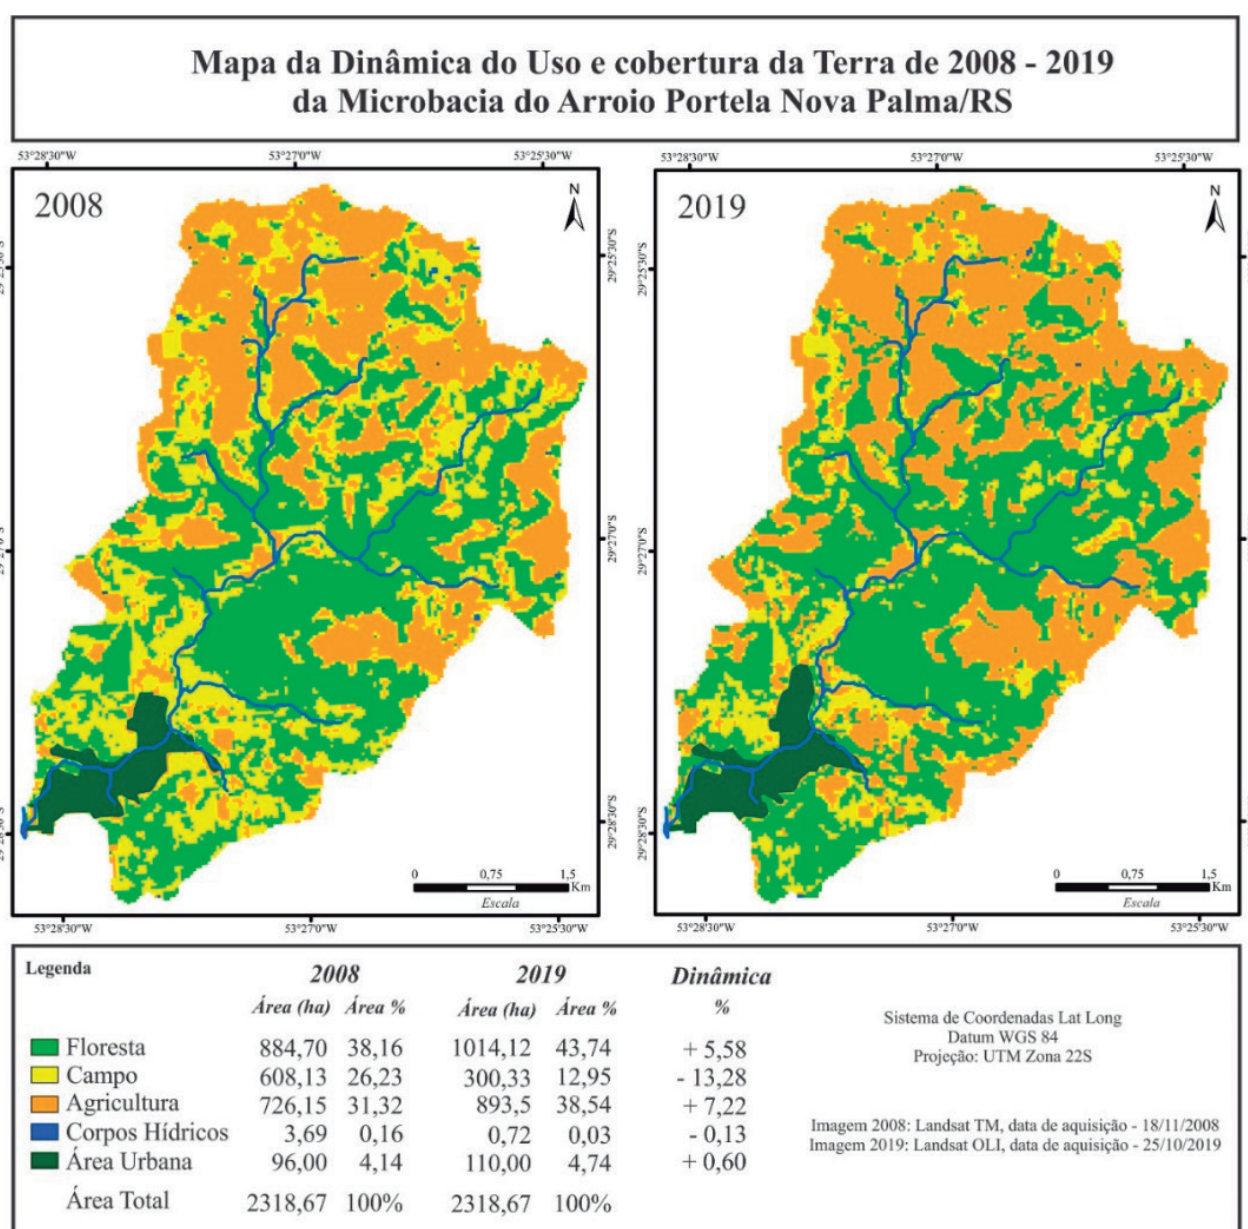 Mapa da Dinâmica do Uso e cobertura da Terra de 2008 - 2019
da Microbacia do Arroio Portela Nova Palma/RS
53°28'30"W 53°27'0"W 53°25'30"W
53°28'30"W 53°27'0"W 53°25'30"W
2008
N
2019
N
29°25'30"S
29°25'30"S
29°27'0"S
29°27'0"S
29°28'30"S
29°28'30"S
0 0,75 1,5
Km
Escala
0 0,75 1,5
Km
Escala
53°28'30"W 53°27'0"W 53°25'30"W
53°28'30"W 53°27'0"W 53°25'30"W
Legenda 2008 2019 Dinâmica
Área (ha) Área % Área (ha) Área % %
Floresta 884,70 38,16 1014,12 43,74 + 5,58
Campo 608,13 26,23 300,33 12,95 - 13,28
Agricultura 726,15 31,32 893,5 38,54 + 7,22
Corpos Hídricos 3,69 0,16 0,72 0,03 - 0,13
Área Urbana 96,00 4,14 110,00 4,74 + 0,60
Área Total 2318,67 100% 2318,67 100%
Sistema de Coordenadas Lat Long
Datum WGS 84
Projeção: UTM Zona 22S
Imagem 2008: Landsat TM, data de aquisição - 18/11/2008
Imagem 2019: Landsat OLI, data de aquisição - 25/10/2019